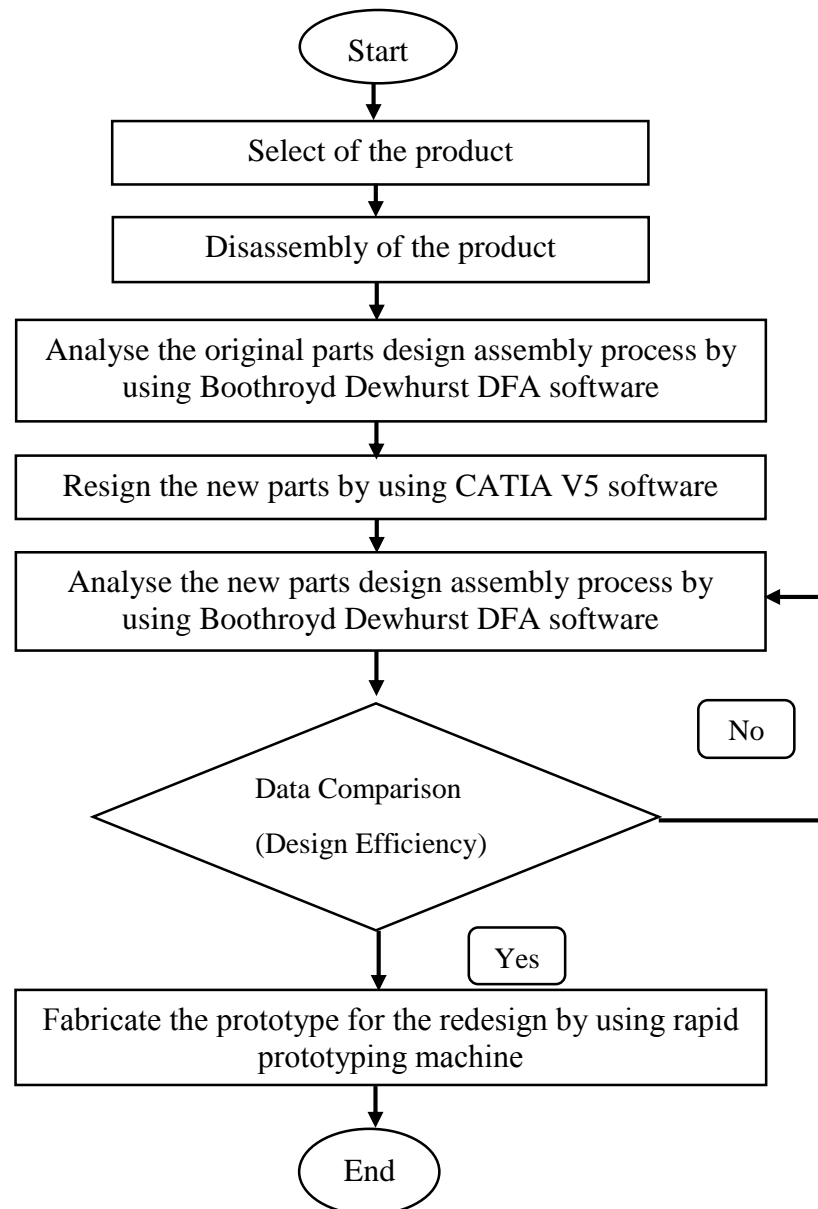 Start
Select of the product
Disassembly of the product
Analyse the original parts design assembly process by
using Boothroyd Dewhurst DFA software
Resign the new parts by using CATIA V5 software
Analyse the new parts design assembly process by
using Boothroyd Dewhurst DFA software
No
Data Comparison
(Design Efficiency)
Yes
Fabricate the prototype for the redesign by using rapid
prototyping machine
End